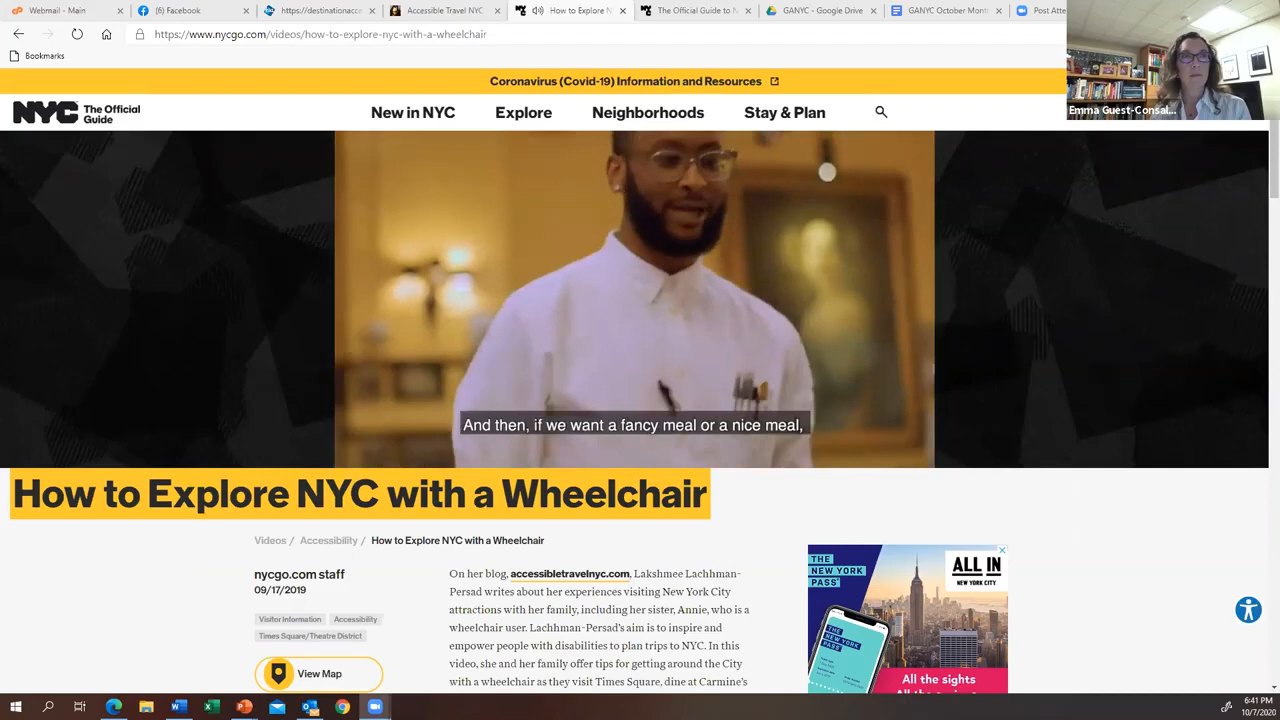 Webmail - Main
(6) Facebook
https://destinationacce
Accessible Travel NYC
How to Explore N
The Official Guide to N
GANYC - Google Drive
GANYC October Mont
Post Atte
https://www.nycgo.com/videos/how-to-explore-nyc-with-a-wheelchair
Bookmarks
Emma Guest-Consal...
Coronavirus (Covid-19) Information and Resources
NYC The Official Guide
New in NYC
Explore
Neighborhoods
Stay & Plan
And then, if we want a fancy meal or a nice meal,
How to Explore NYC with a Wheelchair
Videos / Accessibility / How to Explore NYC with a Wheelchair
nycgo.com staff
09/17/2019
Visitor Information
Accessibility
Times Square/Theatre District
View Map
On her blog, accessibletravelnyc.com, Lakshmee Lachhman-
Persad writes about her experiences visiting New York City
attractions with her family, including her sister, Annie, who is a
wheelchair user. Lachhman-Persad's aim is to inspire and
empower people with disabilities to plan trips to NYC. In this
video, she and her family offer tips for getting around the City
with a wheelchair as they visit Times Square, dine at Carmine's
THE
NEW YORK
PASS
ALL IN
NEW YORK CITY
THE
NEW YORK
PASS
All the sights
6:41 PM
10/7/2020